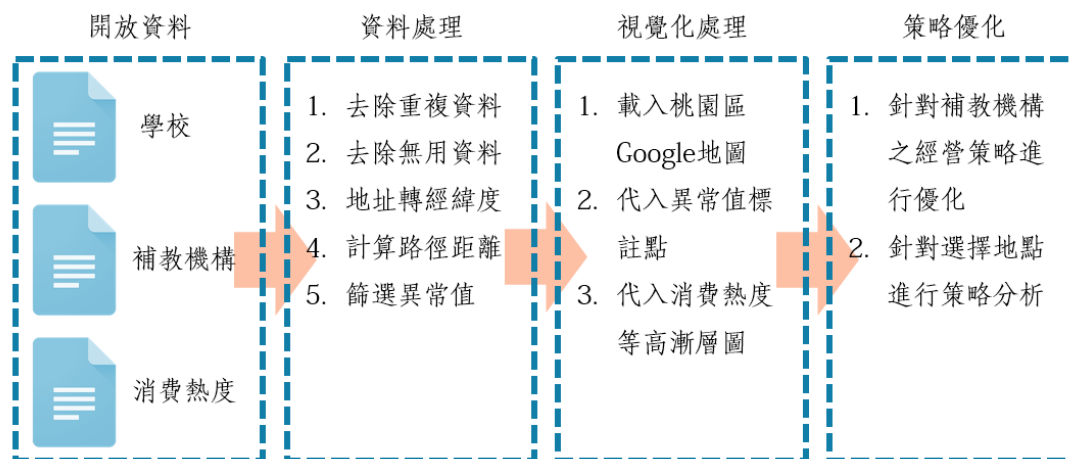 開放資料
學校
補教機構
消費熱度
資料處理
1. 去除重複資料
2. 去除無用資料
3. 地址轉經緯度
4. 計算路徑距離
5. 篩選異常值
視覺化處理
1. 載入桃園區
Google地圖
2. 代入異常值標
註點
3. 代入消費熱度
等高漸層圖
策略優化
1. 針對補教機構
之經營策略進
行優化
2. 針對選擇地點
進行策略分析